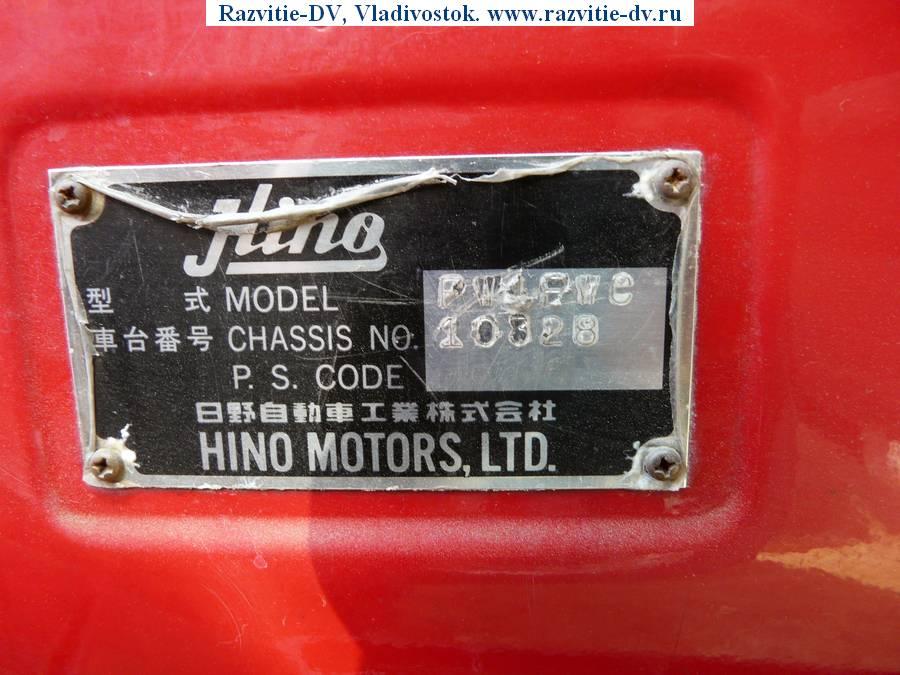 Razvitie-DV, Vladivostok. www.razvitie-dv.ru
Hino
型 式 MODEL
車台番号 CHASSIS NO. 10328
P. S. CODE
日野自動車工業株式会社
HINO MOTORS, LTD.